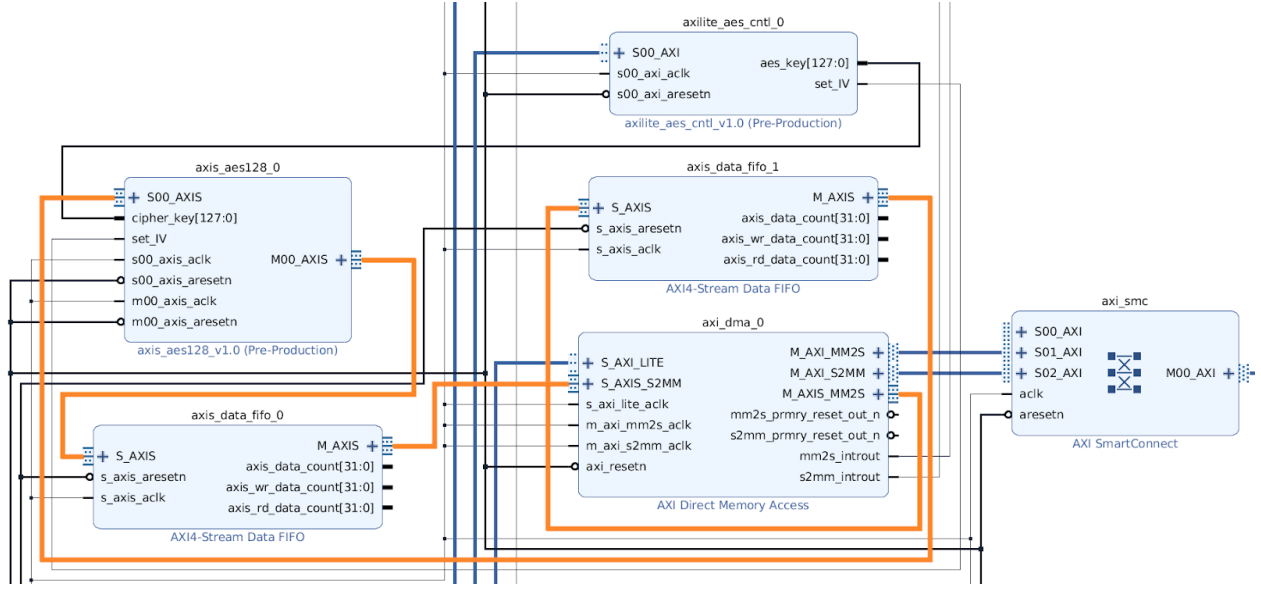 axilite_aes_cntl_0
S00_AXI
s00_axi_aclk
s00_axi_aresetn
aes_key[127:0]
set_IV
axilite_aes_cntl_v1.0 (Pre-Production)
axis_aes128_0
S00_AXIS
cipher_key[127:0]
set_IV
s00_axis_aclk
s00_axis_aresetn
m00_axis_aclk
m00_axis_aresetn
M00_AXIS
axis_aes128_v1.0 (Pre-Production)
axis_data_fifo_1
S_AXIS
s_axis_aresetn
s_axis_aclk
M_AXIS
axis_data_count[31:0]
axis_wr_data_count[31:0]
axis_rd_data_count[31:0]
AXI4-Stream Data FIFO
axi_dma_0
S_AXI_LITE
S_AXIS_S2MM
s_axi_lite_aclk
m_axi_mm2s_aclk
m_axi_s2mm_aclk
axi_resetn
M_AXI_MM2S
M_AXI_S2MM
M_AXIS_MM2S
mm2s_prmry_reset_out_n
s2mm_prmry_reset_out_n
mm2s_introut
s2mm_introut
AXI Direct Memory Access
axi_smc
S00_AXI
S01_AXI
S02_AXI
aclk
aresetn
M00_AXI
AXI SmartConnect
axis_data_fifo_0
S_AXIS
s_axis_aresetn
s_axis_aclk
M_AXIS
axis_data_count[31:0]
axis_wr_data_count[31:0]
axis_rd_data_count[31:0]
AXI4-Stream Data FIFO